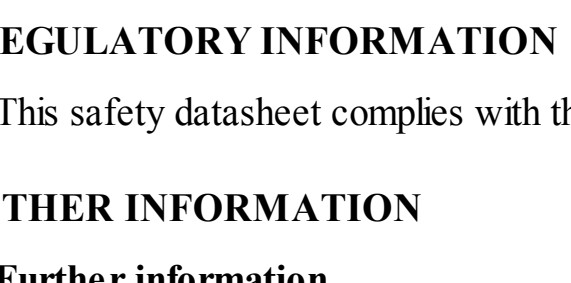 EGULATORY INFORMATION
This safety datasheet complies with th
THER INFORMATION
Further information